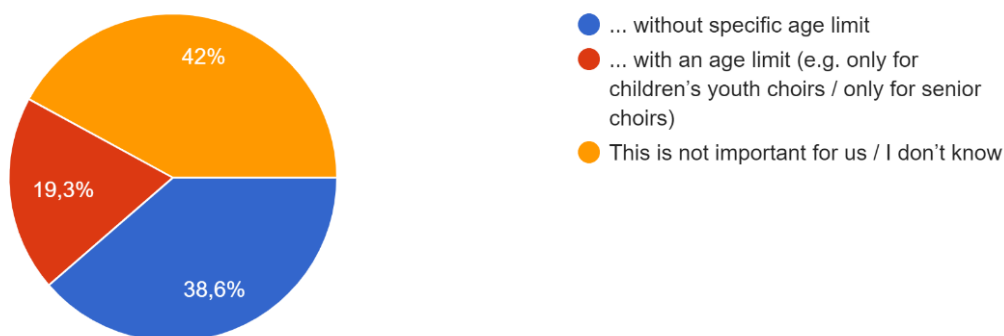 42%
19,3%
38,6%
... without specific age limit
... with an age limit (e.g. only for
children’s youth choirs / only for senior
choirs)
This is not important for us / I don’t know